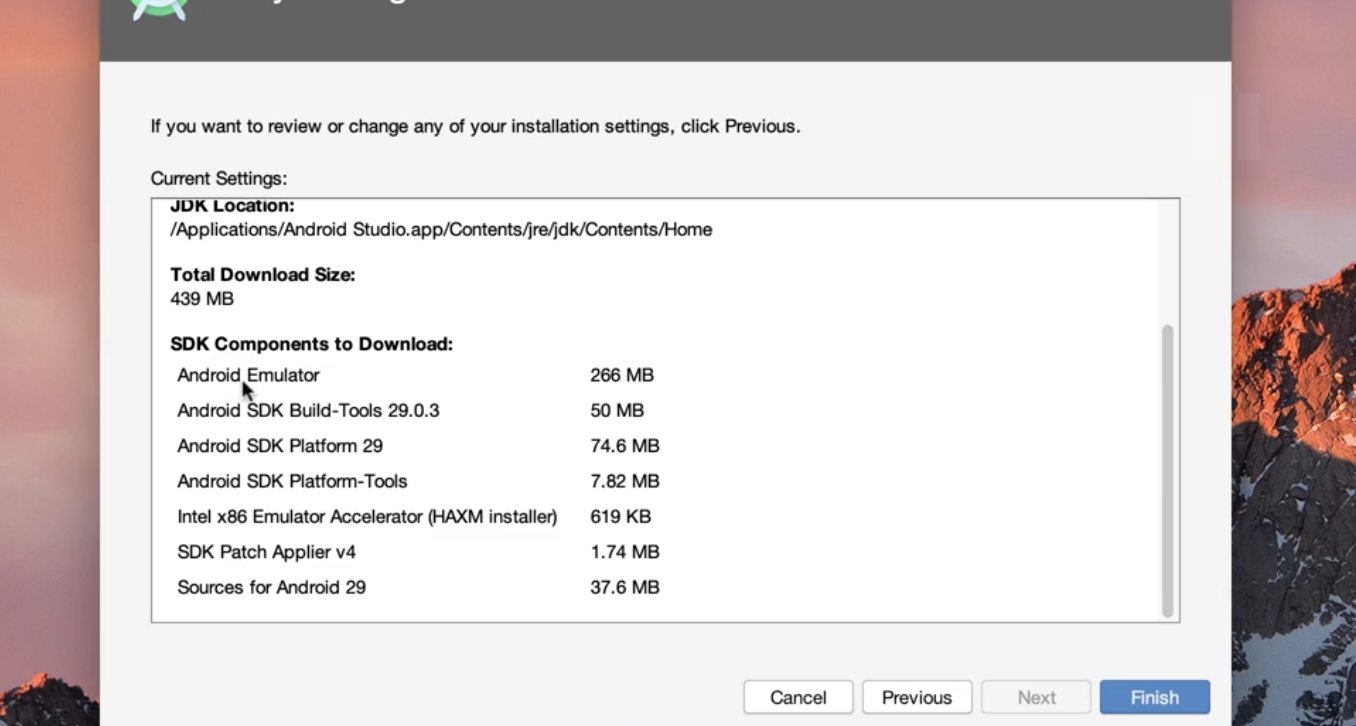 If you want to review or change any of your installation settings, click Previous.
Current Settings:
JDK Location:
/Applications/Android Studio.app/Contents/jre/jdk/Contents/Home
Total Download Size:
439 MB
SDK Components to Download:
Android Emulator 266 MB
Android SDK Build-Tools 29.0.3 50 MB
Android SDK Platform 29 74.6 MB
Android SDK Platform-Tools 7.82 MB
Intel x86 Emulator Accelerator (HAXM installer) 619 KB
SDK Patch Applier v4 1.74 MB
Sources for Android 29 37.6 MB
Cancel Previous Next Finish